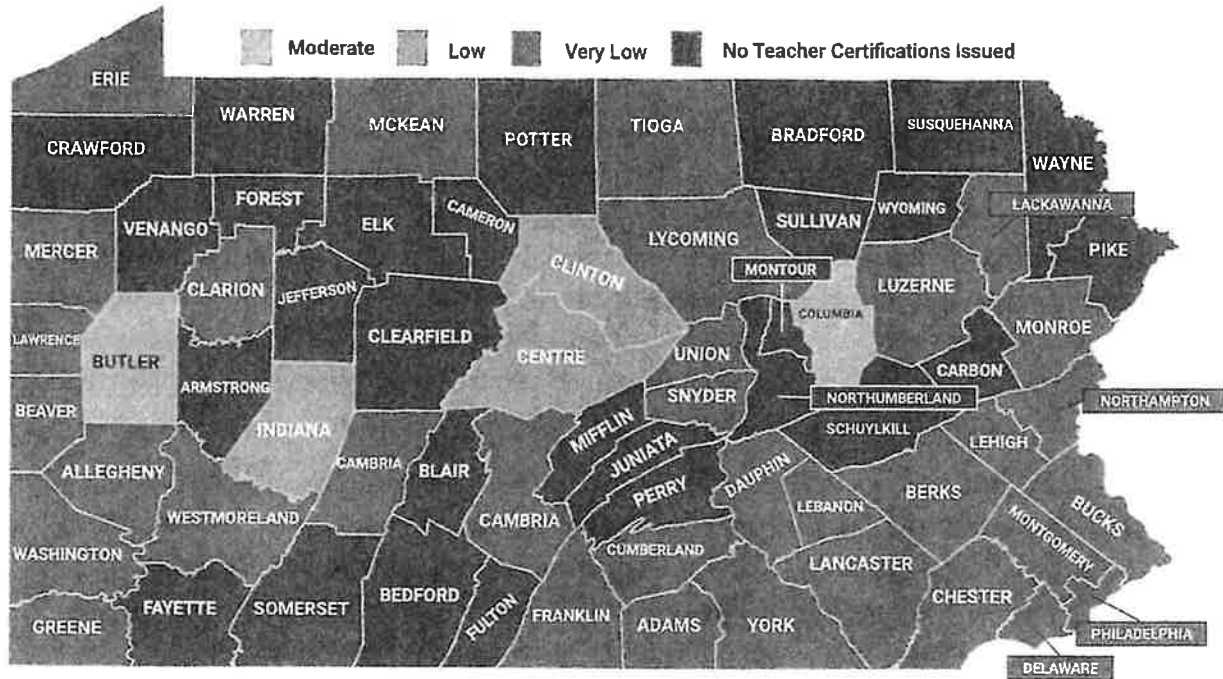 Moderate Low Very Low No Teacher Certifications Issued
ERIE
WARREN
MCKEAN
POTTER
TIOGA
BRADFORD
SUSQUEHANNA
CRAWFORD
WAYNE
FOREST
VENANGO
ELK
CAMERON
SULLIVAN
WYOMING
LACKAWANNA
MERCER
LYCOMING
PIKE
CLINTON
MONTOUR
CLARION
JEFFERSON
LUZERNE
COLUMBIA
MONROE
LAWRENCE
CLEARFIELD
BUTLER
CENTRE
UNION
CARBON
ARMSTRONG
SNYDER
NORTHUMBERLAND
NORTHAMPTON
BEAVER
INDIANA
MIFFLIN
SCHUYLKILL
LEHIGH
ALLEGHENY
CAMBRIA
BLAIR
JUNIATA
DAUPHIN
PERRY
BERKS
LEBANON
BUCKS
WESTMORELAND
CAMBRIA
MONTGOMERY
WASHINGTON
CUMBERLAND
LANCASTER
FAYETTE
SOMERSET
BEDFORD
FULTON
FRANKLIN
CHESTER
GREENE
ADAMS
YORK
PHILADELPHIA
DELAWARE